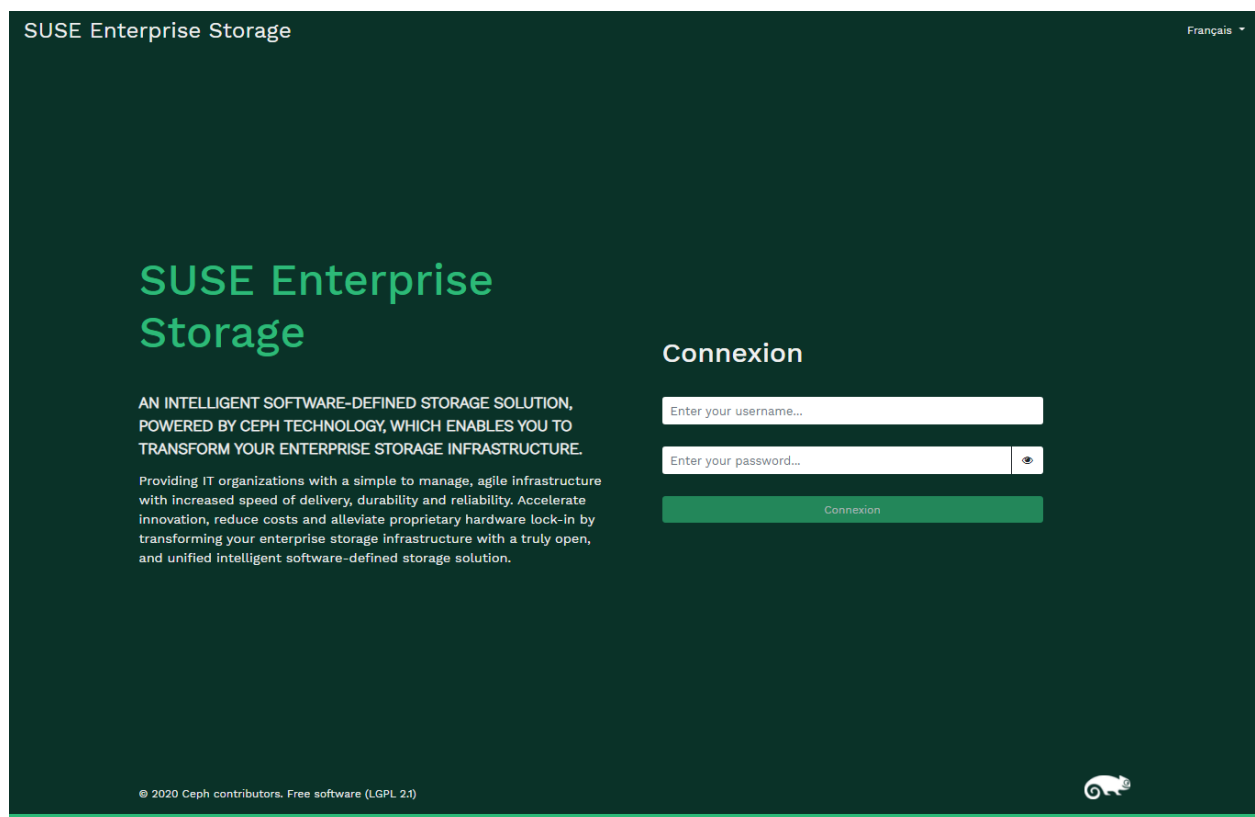 SUSE Enterprise Storage
Français
SUSE Enterprise
Storage
AN INTELLIGENT SOFTWARE-DEFINED STORAGE SOLUTION,
POWERED BY CEPH TECHNOLOGY, WHICH ENABLES YOU TO
TRANSFORM YOUR ENTERPRISE STORAGE INFRASTRUCTURE.
Providing IT organizations with a simple to manage, agile infrastructure
with increased speed of delivery, durability and reliability. Accelerate
innovation, reduce costs and alleviate proprietary hardware lock-in by
transforming your enterprise storage infrastructure with a truly open,
and unified intelligent software-defined storage solution.
Connexion
Enter your username...
Enter your password...
Connexion
© 2020 Ceph contributors. Free software (LGPL 2.1)